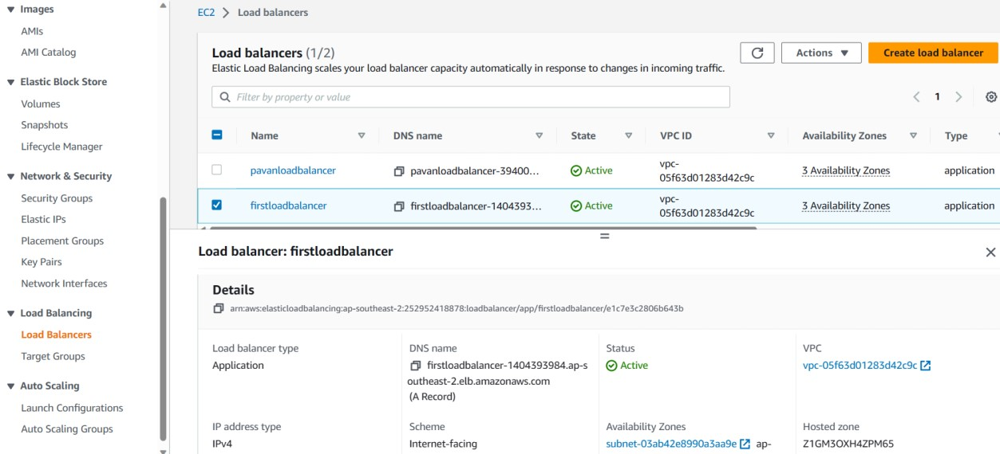 Images
AMIs
AMI Catalog
Elastic Block Store
Volumes
Snapshots
Lifecycle Manager
Network & Security
Security Groups
Elastic IPs
Placement Groups
Key Pairs
Network Interfaces
Load Balancing
Load Balancers
Target Groups
Auto Scaling
Launch Configurations
Auto Scaling Groups
EC2 > Load balancers
Load balancers (1/2)
Actions
Create load balancer
Elastic Load Balancing scales your load balancer capacity automatically in response to changes in incoming traffic.
Filter by property or value
1
Name DNS name State VPC ID Availability Zones Type
pavanloadbalancer pavanloadbalancer-39400... Active vpc-
05f63d01283d42c9c 3 Availability Zones application
firstloadbalancer firstloadbalancer-1404393... Active vpc-
05f63d01283d42c9c 3 Availability Zones application
Load balancer: firstloadbalancer
Details
arn:aws:elasticloadbalancing:ap-southeast-2:252952418878:loadbalancer/app/firstloadbalancer/e1c7e3c2806b643b
Load balancer type
Application
DNS name
firstloadbalancer-1404393984.ap-s
outheast-2.elb.amazonaws.com
(A Record)
Status
Active
VPC
vpc-05f63d01283d42c9c
IP address type
IPv4
Scheme
Internet-facing
Availability Zones
subnet-03ab42e8990a3aa9e ap-
Hosted zone
Z1GM3OXH4ZPM65